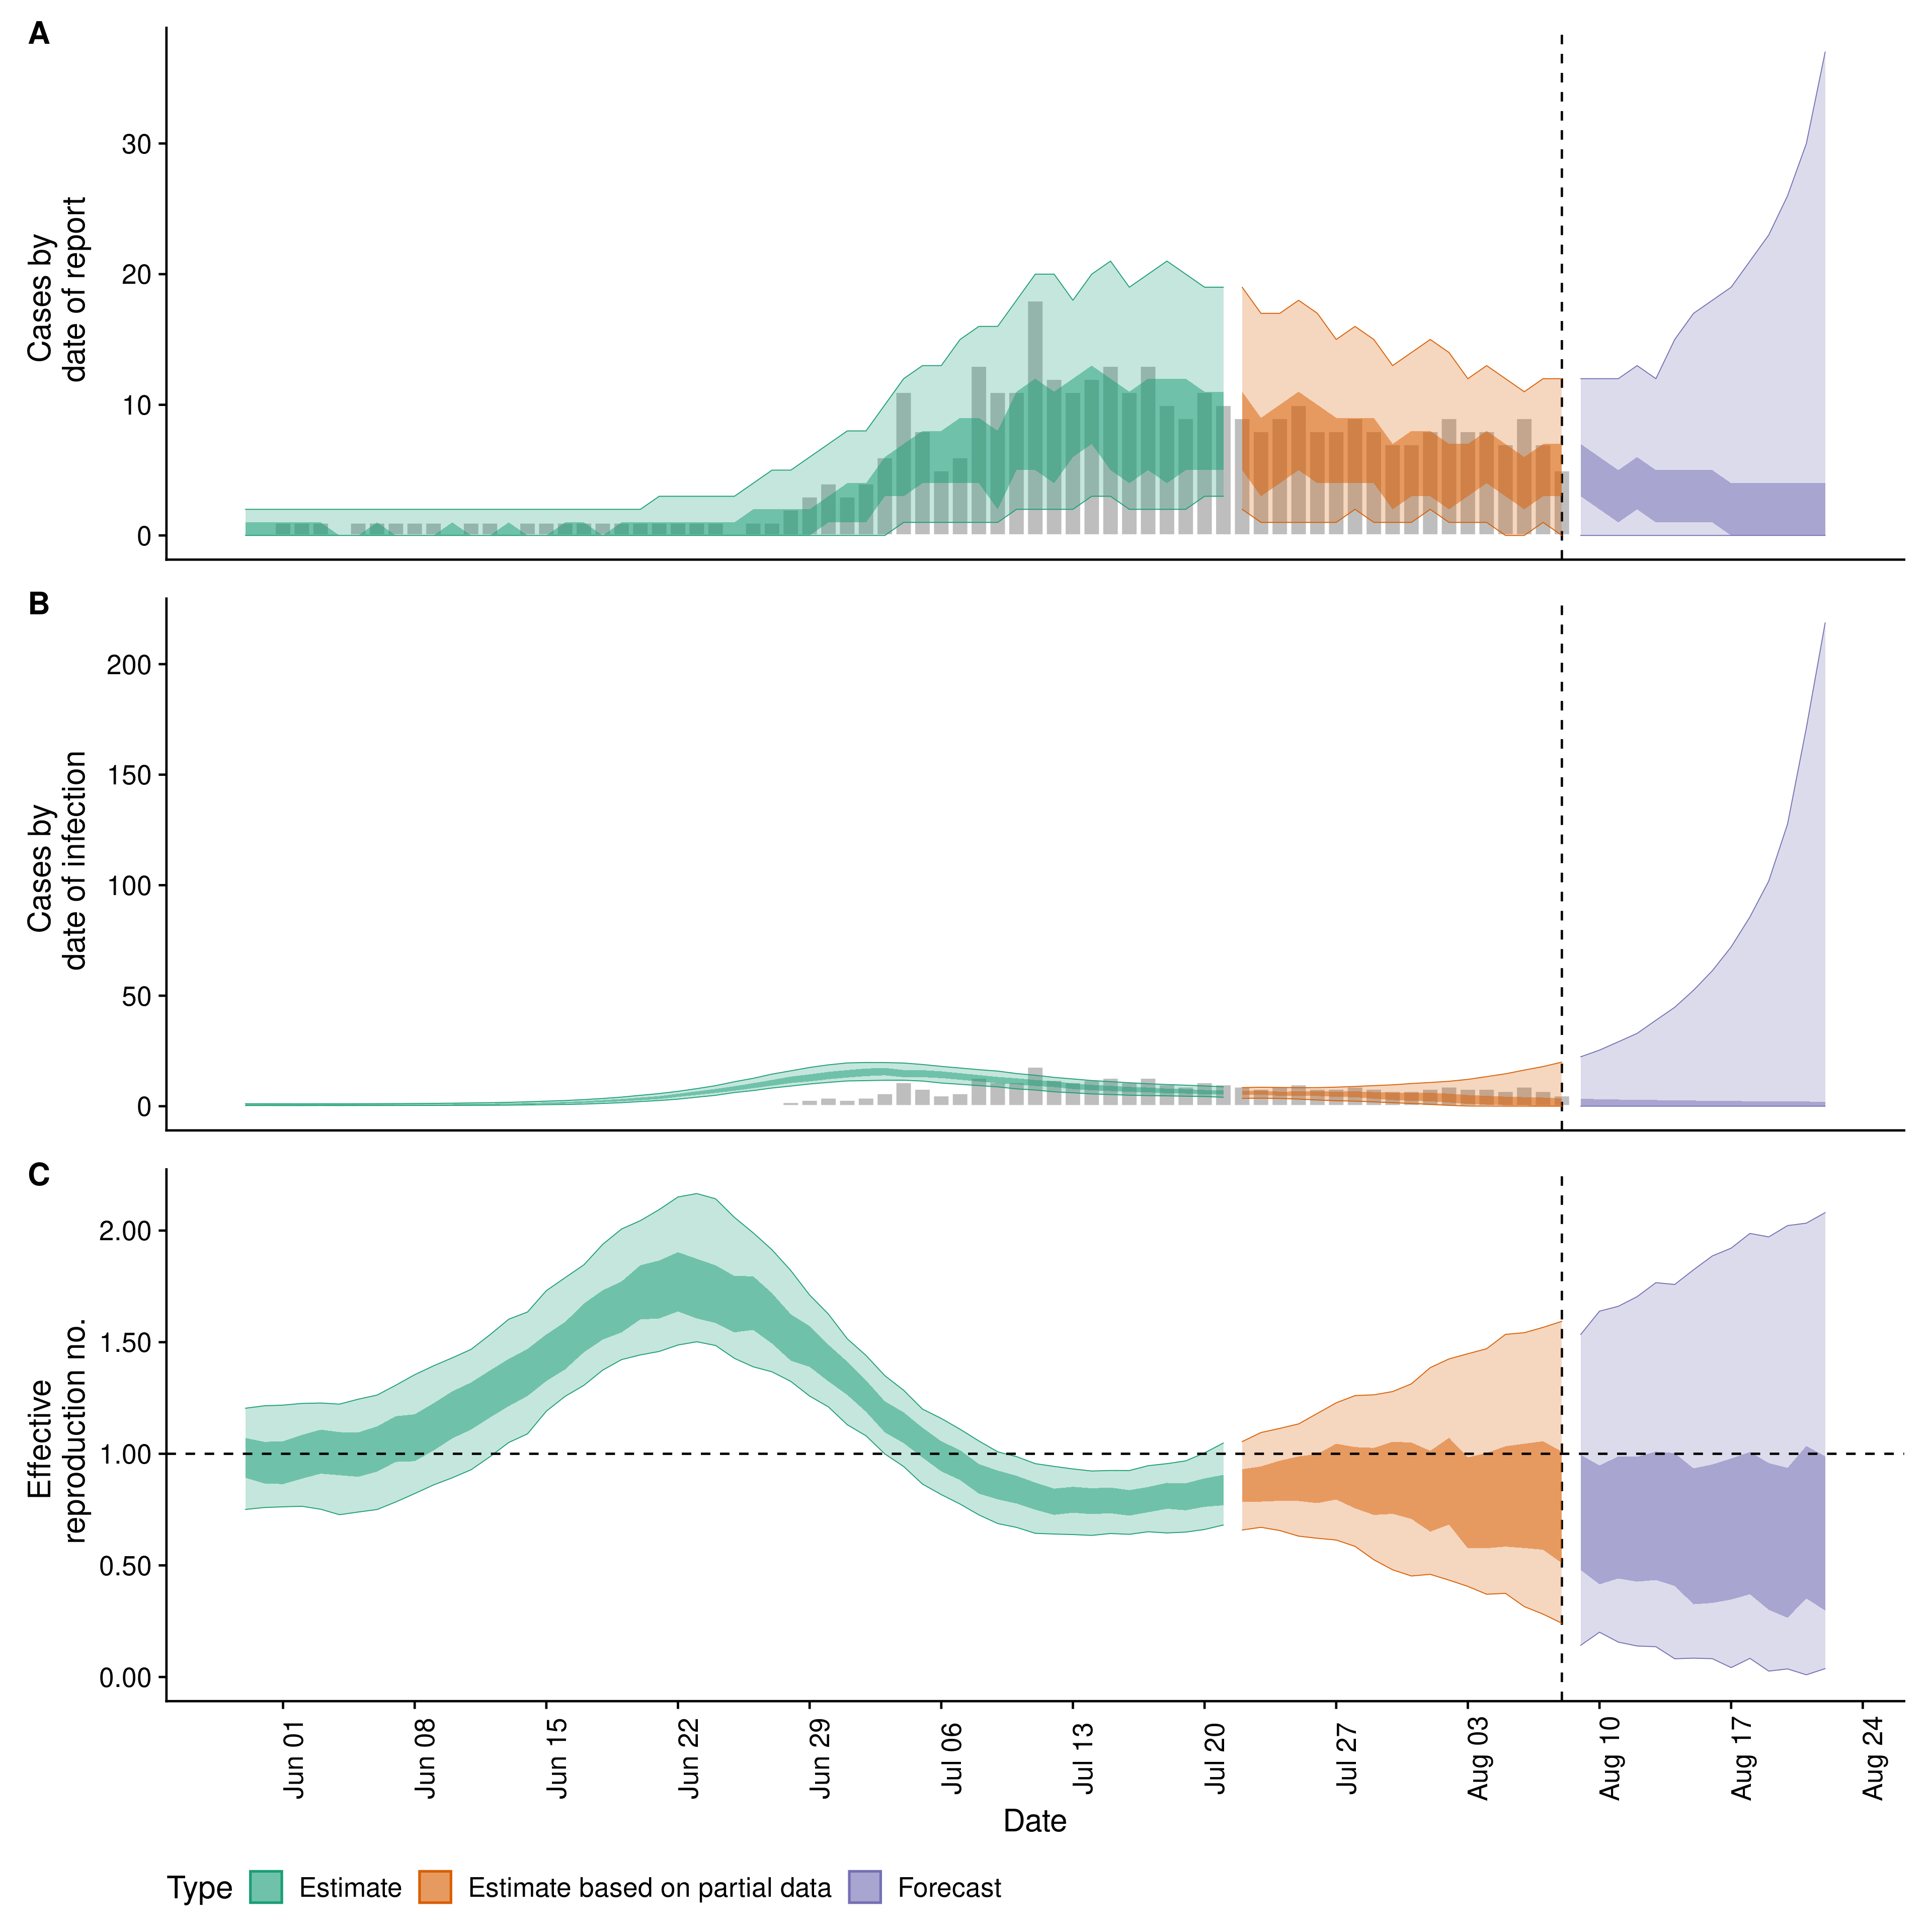 A
Cases by
date of report
30
20
10
0
B
Cases by
date of infection
200
150
100
50
0
C
Effective
reproduction no.
2.00
1.50
1.00
0.50
0.00
Jun 01
Jun 08
Jun 15
Jun 22
Jun 29
Jul 06
Jul 13
Jul 20
Jul 27
Aug 03
Aug 10
Aug 17
Aug 24
Date
Type Estimate Estimate based on partial data Forecast